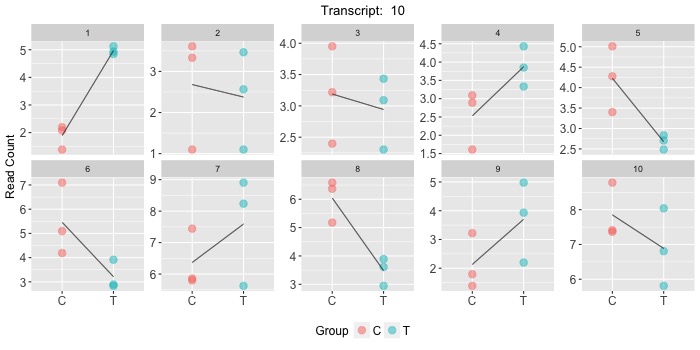 Transcript: 10
1 2 3 4 5
5 4 3 2
3 2 1
4.0 3.5 3.0 2.5
4.5 4.0 3.5 3.0 2.5 2.0 1.5
5.0 4.5 4.0 3.5 3.0 2.5
Read Count
6 7 8 9 10
7 6 5 4 3
9 8 7 6
6 5 4 3
5 4 3 2
8 7 6
C T C T C T C T C T
Group C T